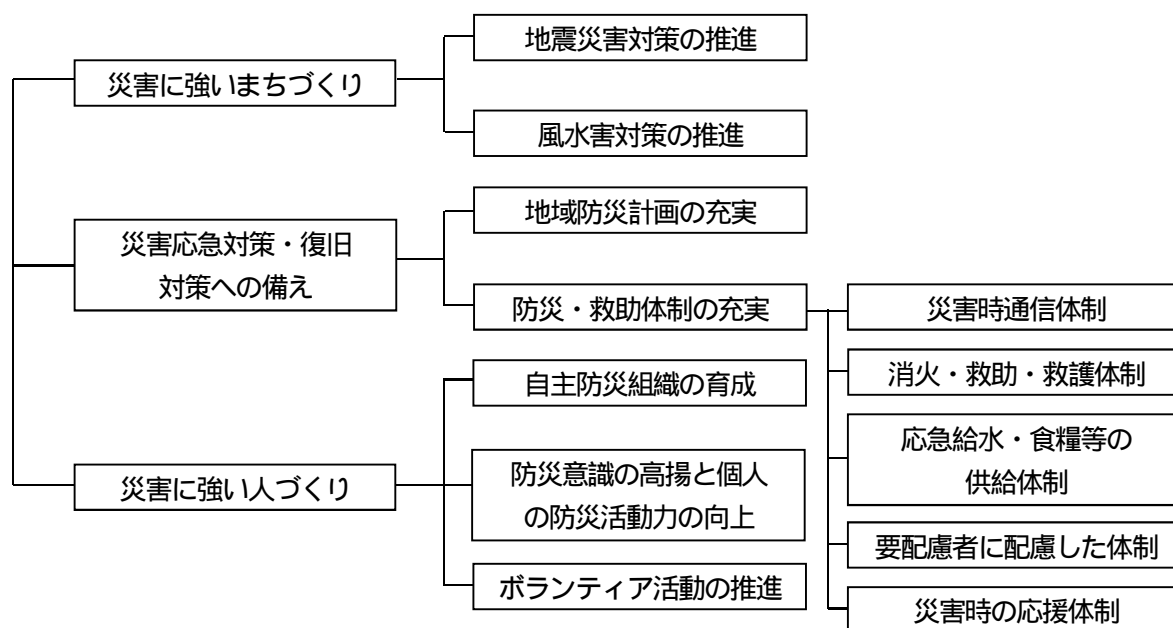 災害に強いまちづくり
地震災害対策の推進
風水害対策の推進
災害応急対策・復旧
対策への備え
地域防災計画の充実
防災・救助体制の充実
災害時通信体制
消火・救助・救護体制
応急給水・食糧等の
供給体制
要配慮者に配慮した体制
災害時の応援体制
災害に強い人づくり
自主防災組織の育成
防災意識の高揚と個人
の防災活動力の向上
ボランティア活動の推進